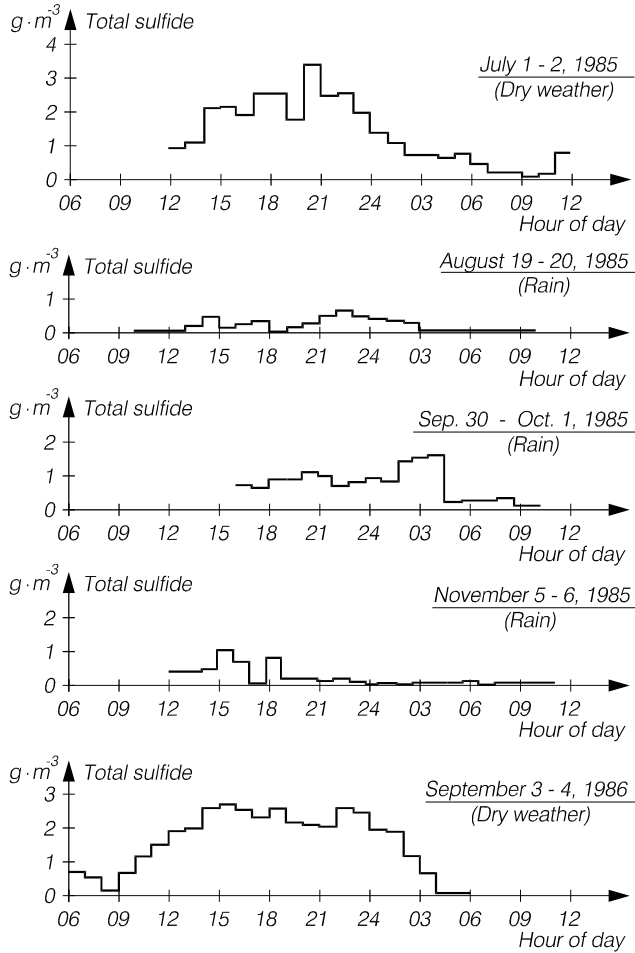 g·m⁻³ Total sulfide
4
July 1 - 2, 1985
3
(Dry weather)
2
1
0
06 09 12 15 18 21 24 03 06 09 12
Hour of day
g·m⁻³ Total sulfide
August 19 - 20, 1985
(Rain)
1
0
06 09 12 15 18 21 24 03 06 09 12
Hour of day
g·m⁻³ Total sulfide
Sep. 30 - Oct. 1, 1985
2
(Rain)
1
0
06 09 12 15 18 21 24 03 06 09 12
Hour of day
g·m⁻³ Total sulfide
November 5 - 6, 1985
2
(Rain)
1
0
06 09 12 15 18 21 24 03 06 09 12
Hour of day
g·m⁻³ Total sulfide
3
September 3 - 4, 1986
(Dry weather)
2
1
0
06 09 12 15 18 21 24 03 06 09 12
Hour of day